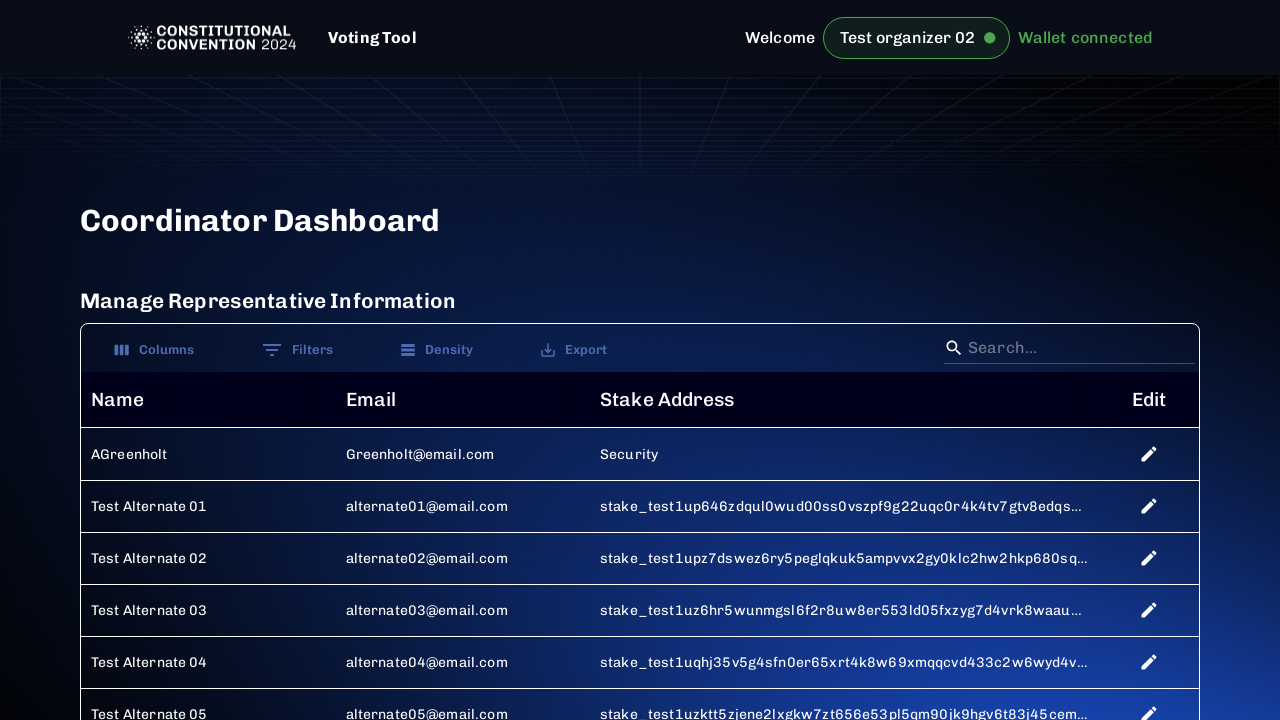 CONSTITUTIONAL
CONVENTION 2024
Voting Tool
Welcome
Test organizer 02
Wallet connected
Coordinator Dashboard
Manage Representative Information
Columns
Filters
Density
Export
Search…
Name Email Stake Address Edit
AGreenholt Greenholt@email.com Security
Test Alternate 01 alternate01@email.com stake_test1up646zdqul0wud00ss0vszpf9g22uqc0r4k4tv7gtv8edqs...
Test Alternate 02 alternate02@email.com stake_test1upz7dswez6ry5peglqkuk5ampvvx2gy0klc2hw2hkp680sq...
Test Alternate 03 alternate03@email.com stake_test1uz6hr5wunmgsl6f2r8uw8er553ld05fxzyg7d4vrk8waau...
Test Alternate 04 alternate04@email.com stake_test1uqhj35v5g4sfn0er65xrt4k8w69xmqqcvd433c2w6wyd4v...
Test Alternate 05 alternate05@email.com stake_test1uzktt5zjene2lxgkw7zt656e53pl5qm90jk9hgv6t83j45cem...